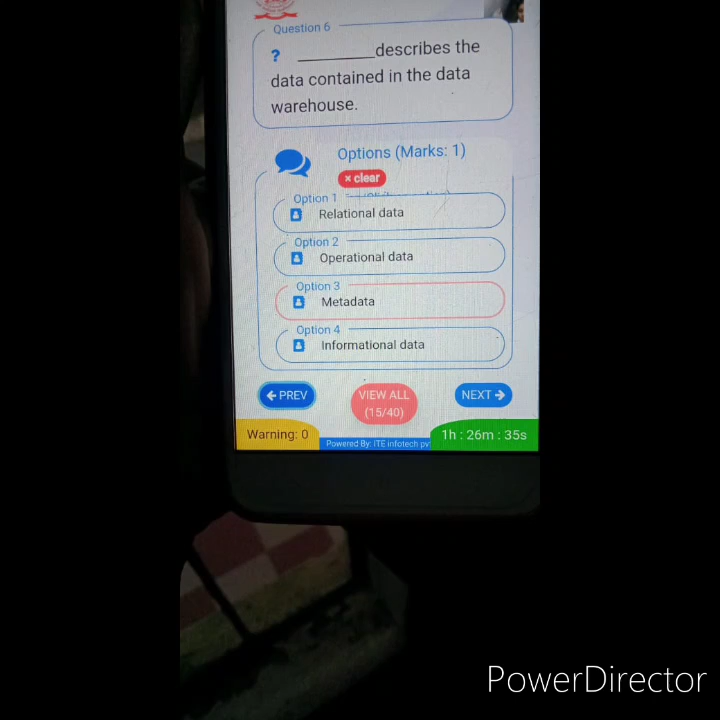 Question 6
? ________describes the
data contained in the data
warehouse.
Options (Marks: 1)
× clear
Option 1
Relational data
Option 2
Operational data
Option 3
Metadata
Option 4
Informational data
← PREV
VIEW ALL
(15/40)
NEXT →
Warning: 0
Powered By: ITE infotech pv
1h : 26m : 35s
PowerDirector